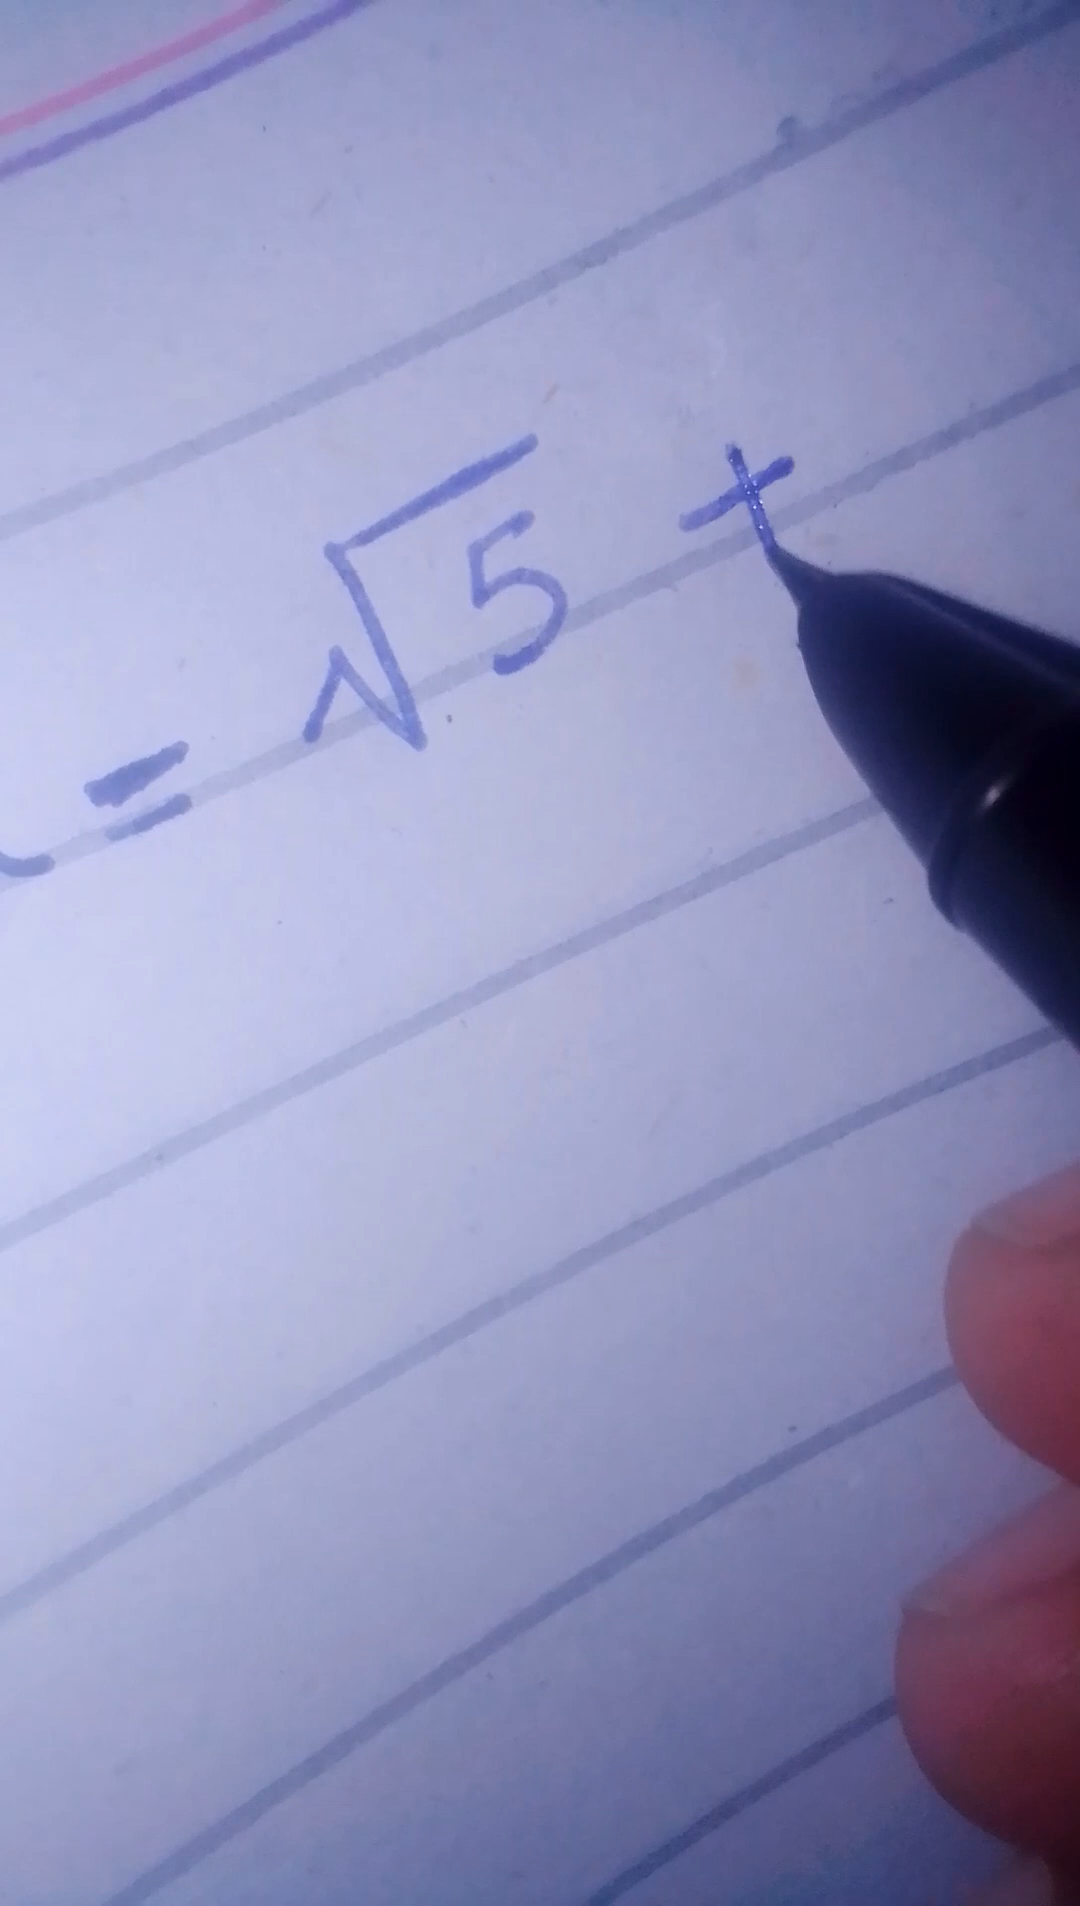 = √5 +